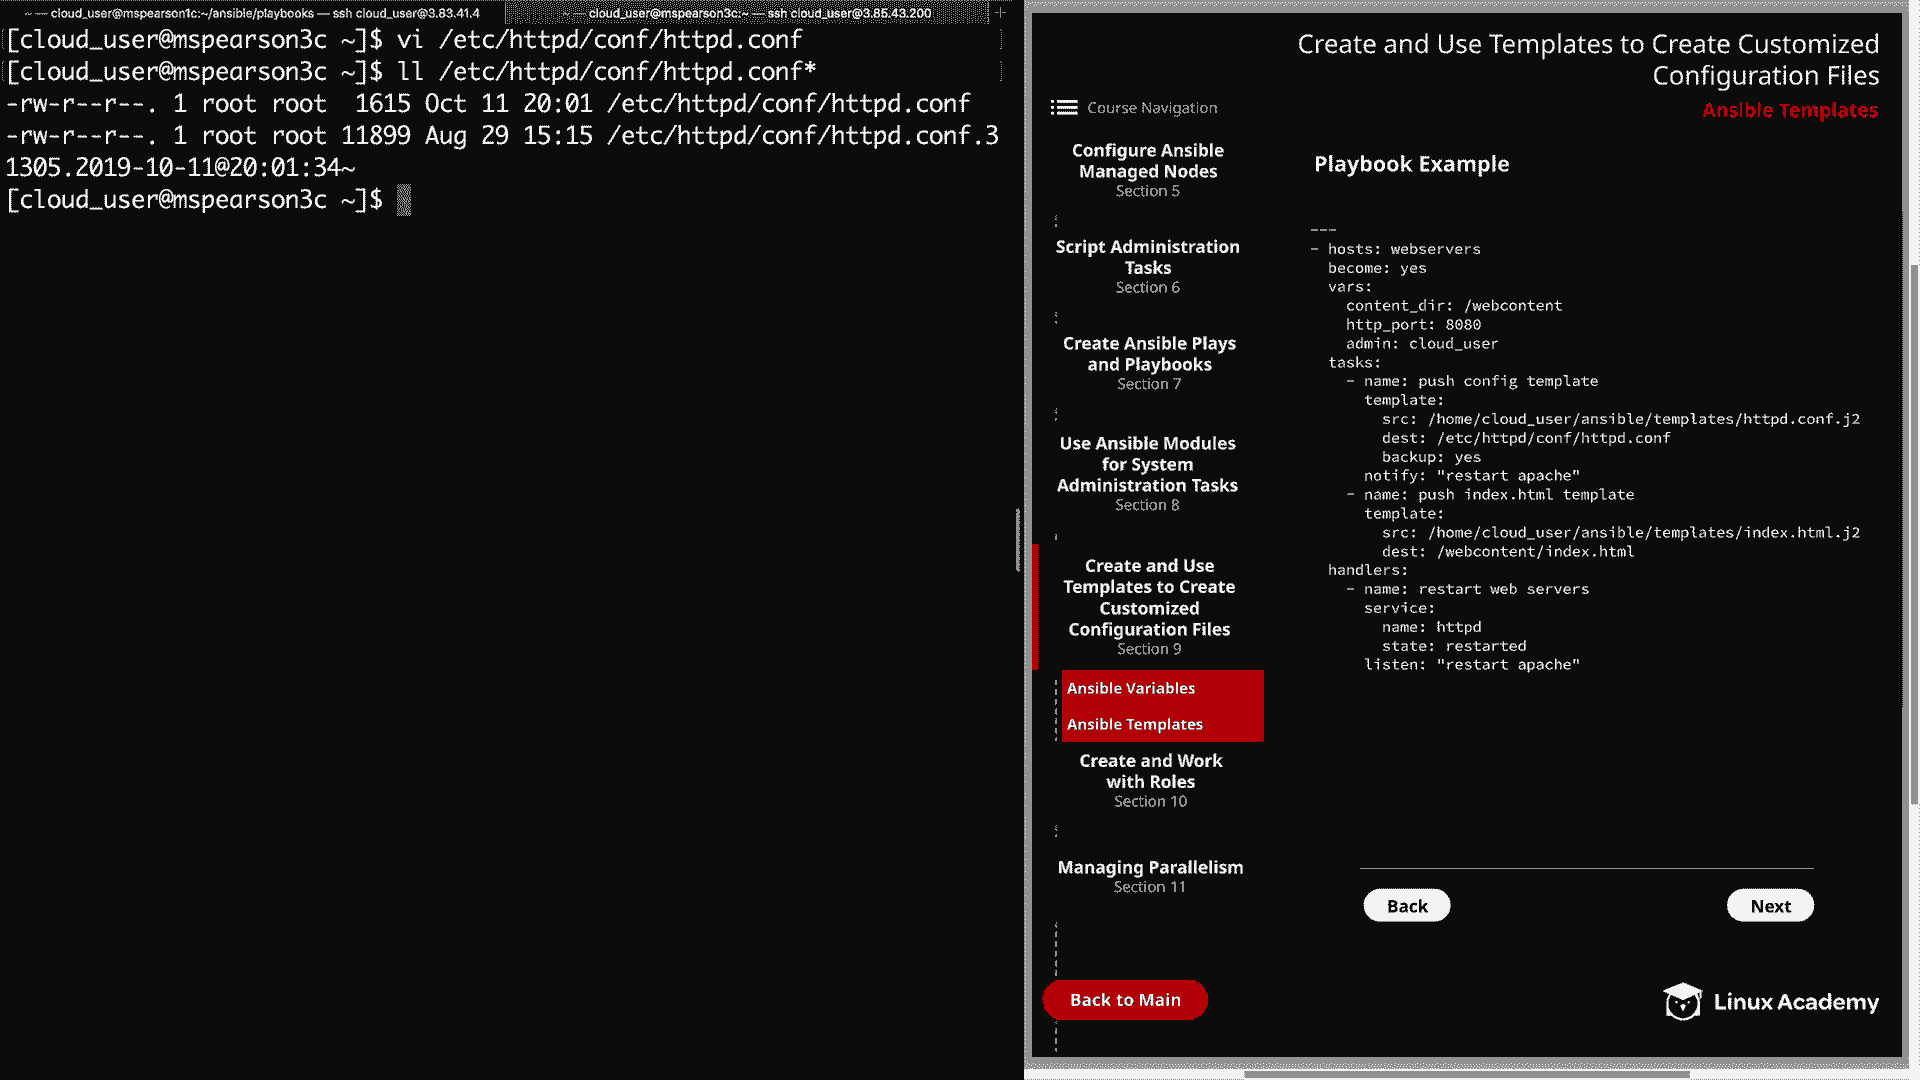 ~ — cloud_user@mspearson1c:~/ansible/playbooks — ssh cloud_user@3.83.41.4
~ — cloud_user@mspearson3c:~ — ssh cloud_user@3.85.43.200
+
[cloud_user@mspearson3c ~]$ vi /etc/httpd/conf/httpd.conf
[cloud_user@mspearson3c ~]$ ll /etc/httpd/conf/httpd.conf*
-rw-r--r--. 1 root root  1615 Oct 11 20:01 /etc/httpd/conf/httpd.conf
-rw-r--r--. 1 root root 11899 Aug 29 15:15 /etc/httpd/conf/httpd.conf.3
1305.2019-10-11@20:01:34~
[cloud_user@mspearson3c ~]$
Create and Use Templates to Create Customized
Configuration Files
Ansible Templates
Course Navigation
Configure Ansible
Managed Nodes
Section 5
Script Administration
Tasks
Section 6
Create Ansible Plays
and Playbooks
Section 7
Use Ansible Modules
for System
Administration Tasks
Section 8
Create and Use
Templates to Create
Customized
Configuration Files
Section 9
Ansible Variables
Ansible Templates
Create and Work
with Roles
Section 10
Managing Parallelism
Section 11
Back to Main
Playbook Example
---
- hosts: webservers
  become: yes
  vars:
    content_dir: /webcontent
    http_port: 8080
    admin: cloud_user
  tasks:
    - name: push config template
      template:
        src: /home/cloud_user/ansible/templates/httpd.conf.j2
        dest: /etc/httpd/conf/httpd.conf
        backup: yes
      notify: "restart apache"
    - name: push index.html template
      template:
        src: /home/cloud_user/ansible/templates/index.html.j2
        dest: /webcontent/index.html
  handlers:
    - name: restart web servers
      service:
        name: httpd
        state: restarted
      listen: "restart apache"
Back
Next
Linux Academy